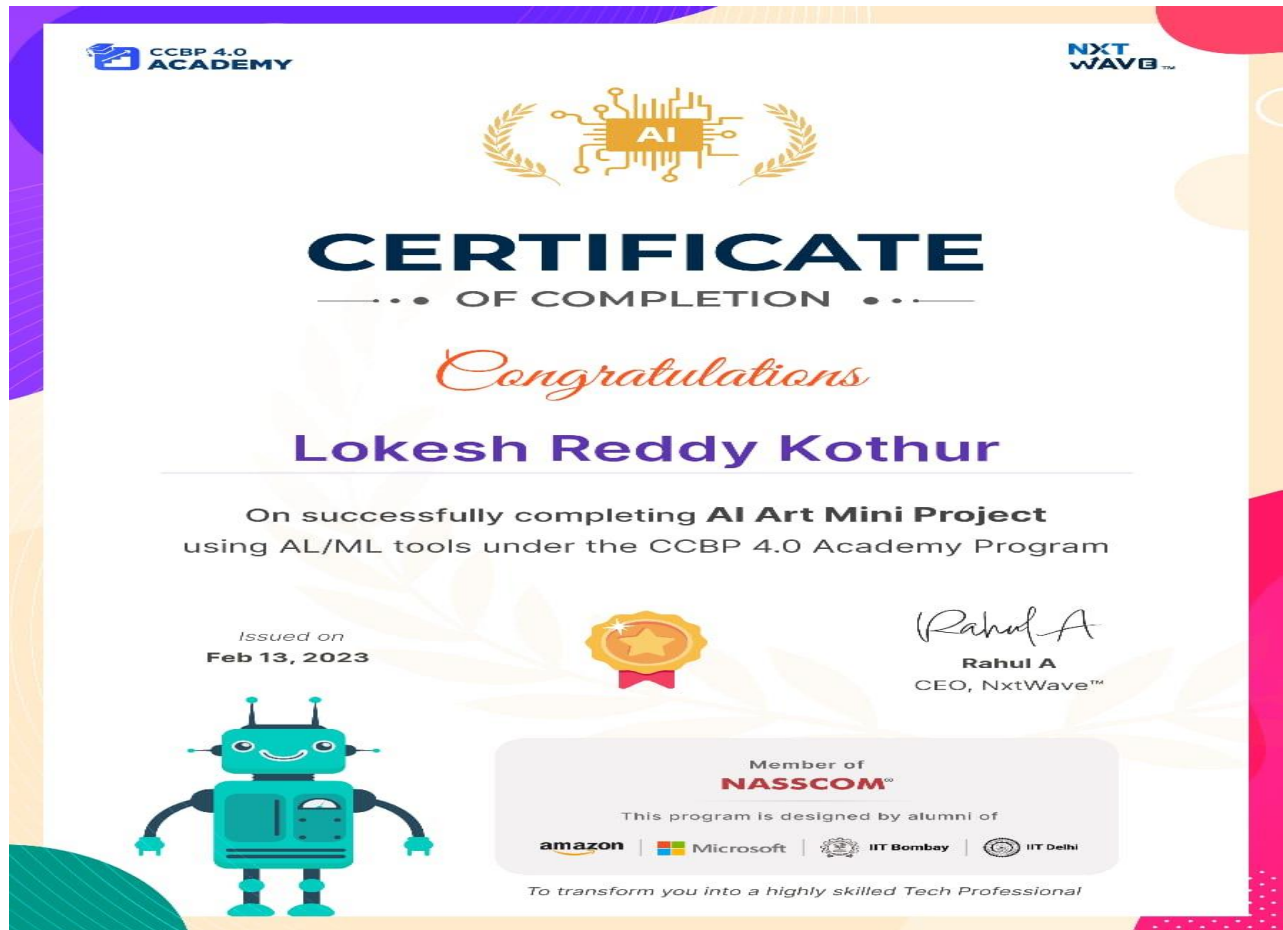 CCBP 4.0
ACADEMY
NXT
WAVE™
AI
CERTIFICATE
OF COMPLETION
Congratulations
Lokesh Reddy Kothur
On successfully completing AI Art Mini Project
using AL/ML tools under the CCBP 4.0 Academy Program
Issued on
Feb 13, 2023
Rahul A
Rahul A
CEO, NxtWave™
Member of
NASSCOM
This program is designed by alumni of
amazon | Microsoft | IIT Bombay | IIT Delhi
To transform you into a highly skilled Tech Professional